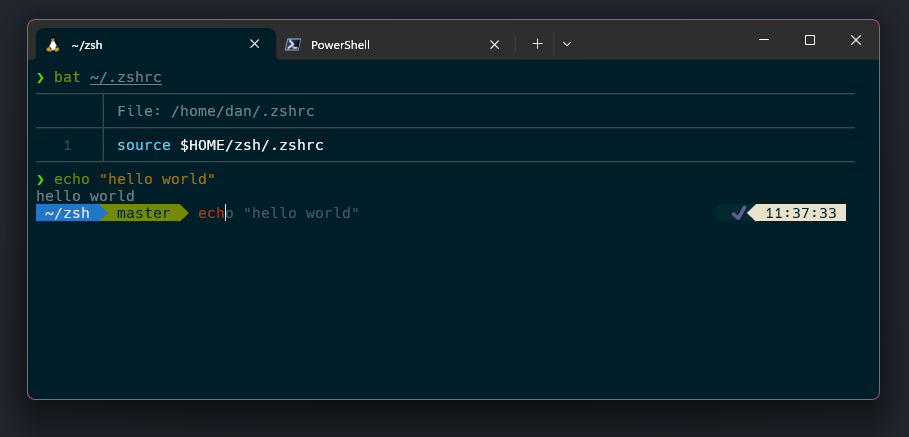 ~/zsh PowerShell
❯ bat ~/.zshrc
File: /home/dan/.zshrc
1 source $HOME/zsh/.zshrc
❯ echo "hello world"
hello world
~/zsh master echo "hello world" ✔ 11:37:33